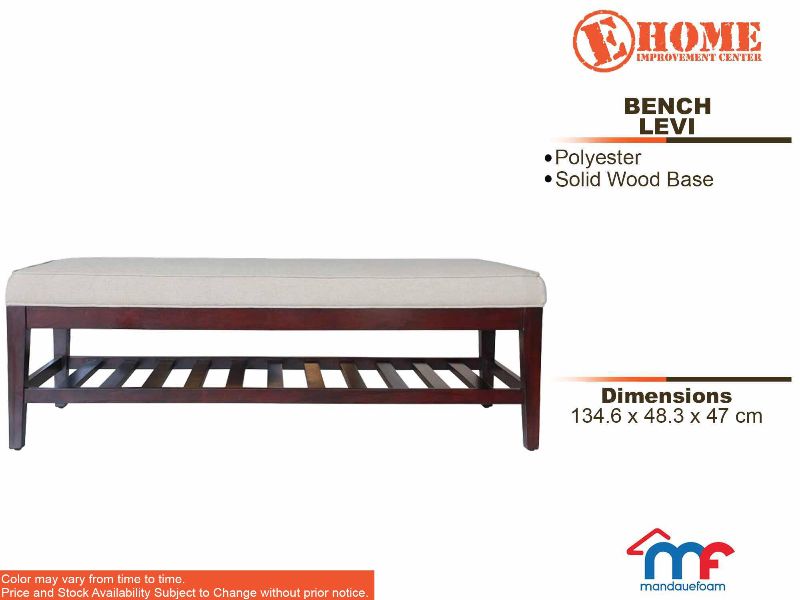 E HOME
IMPROVEMENT CENTER
BENCH
LEVI
•Polyester
•Solid Wood Base
Dimensions
134.6 x 48.3 x 47 cm
mf
mandauefoam
Color may vary from time to time.
Price and Stock Availability Subject to Change without prior notice.